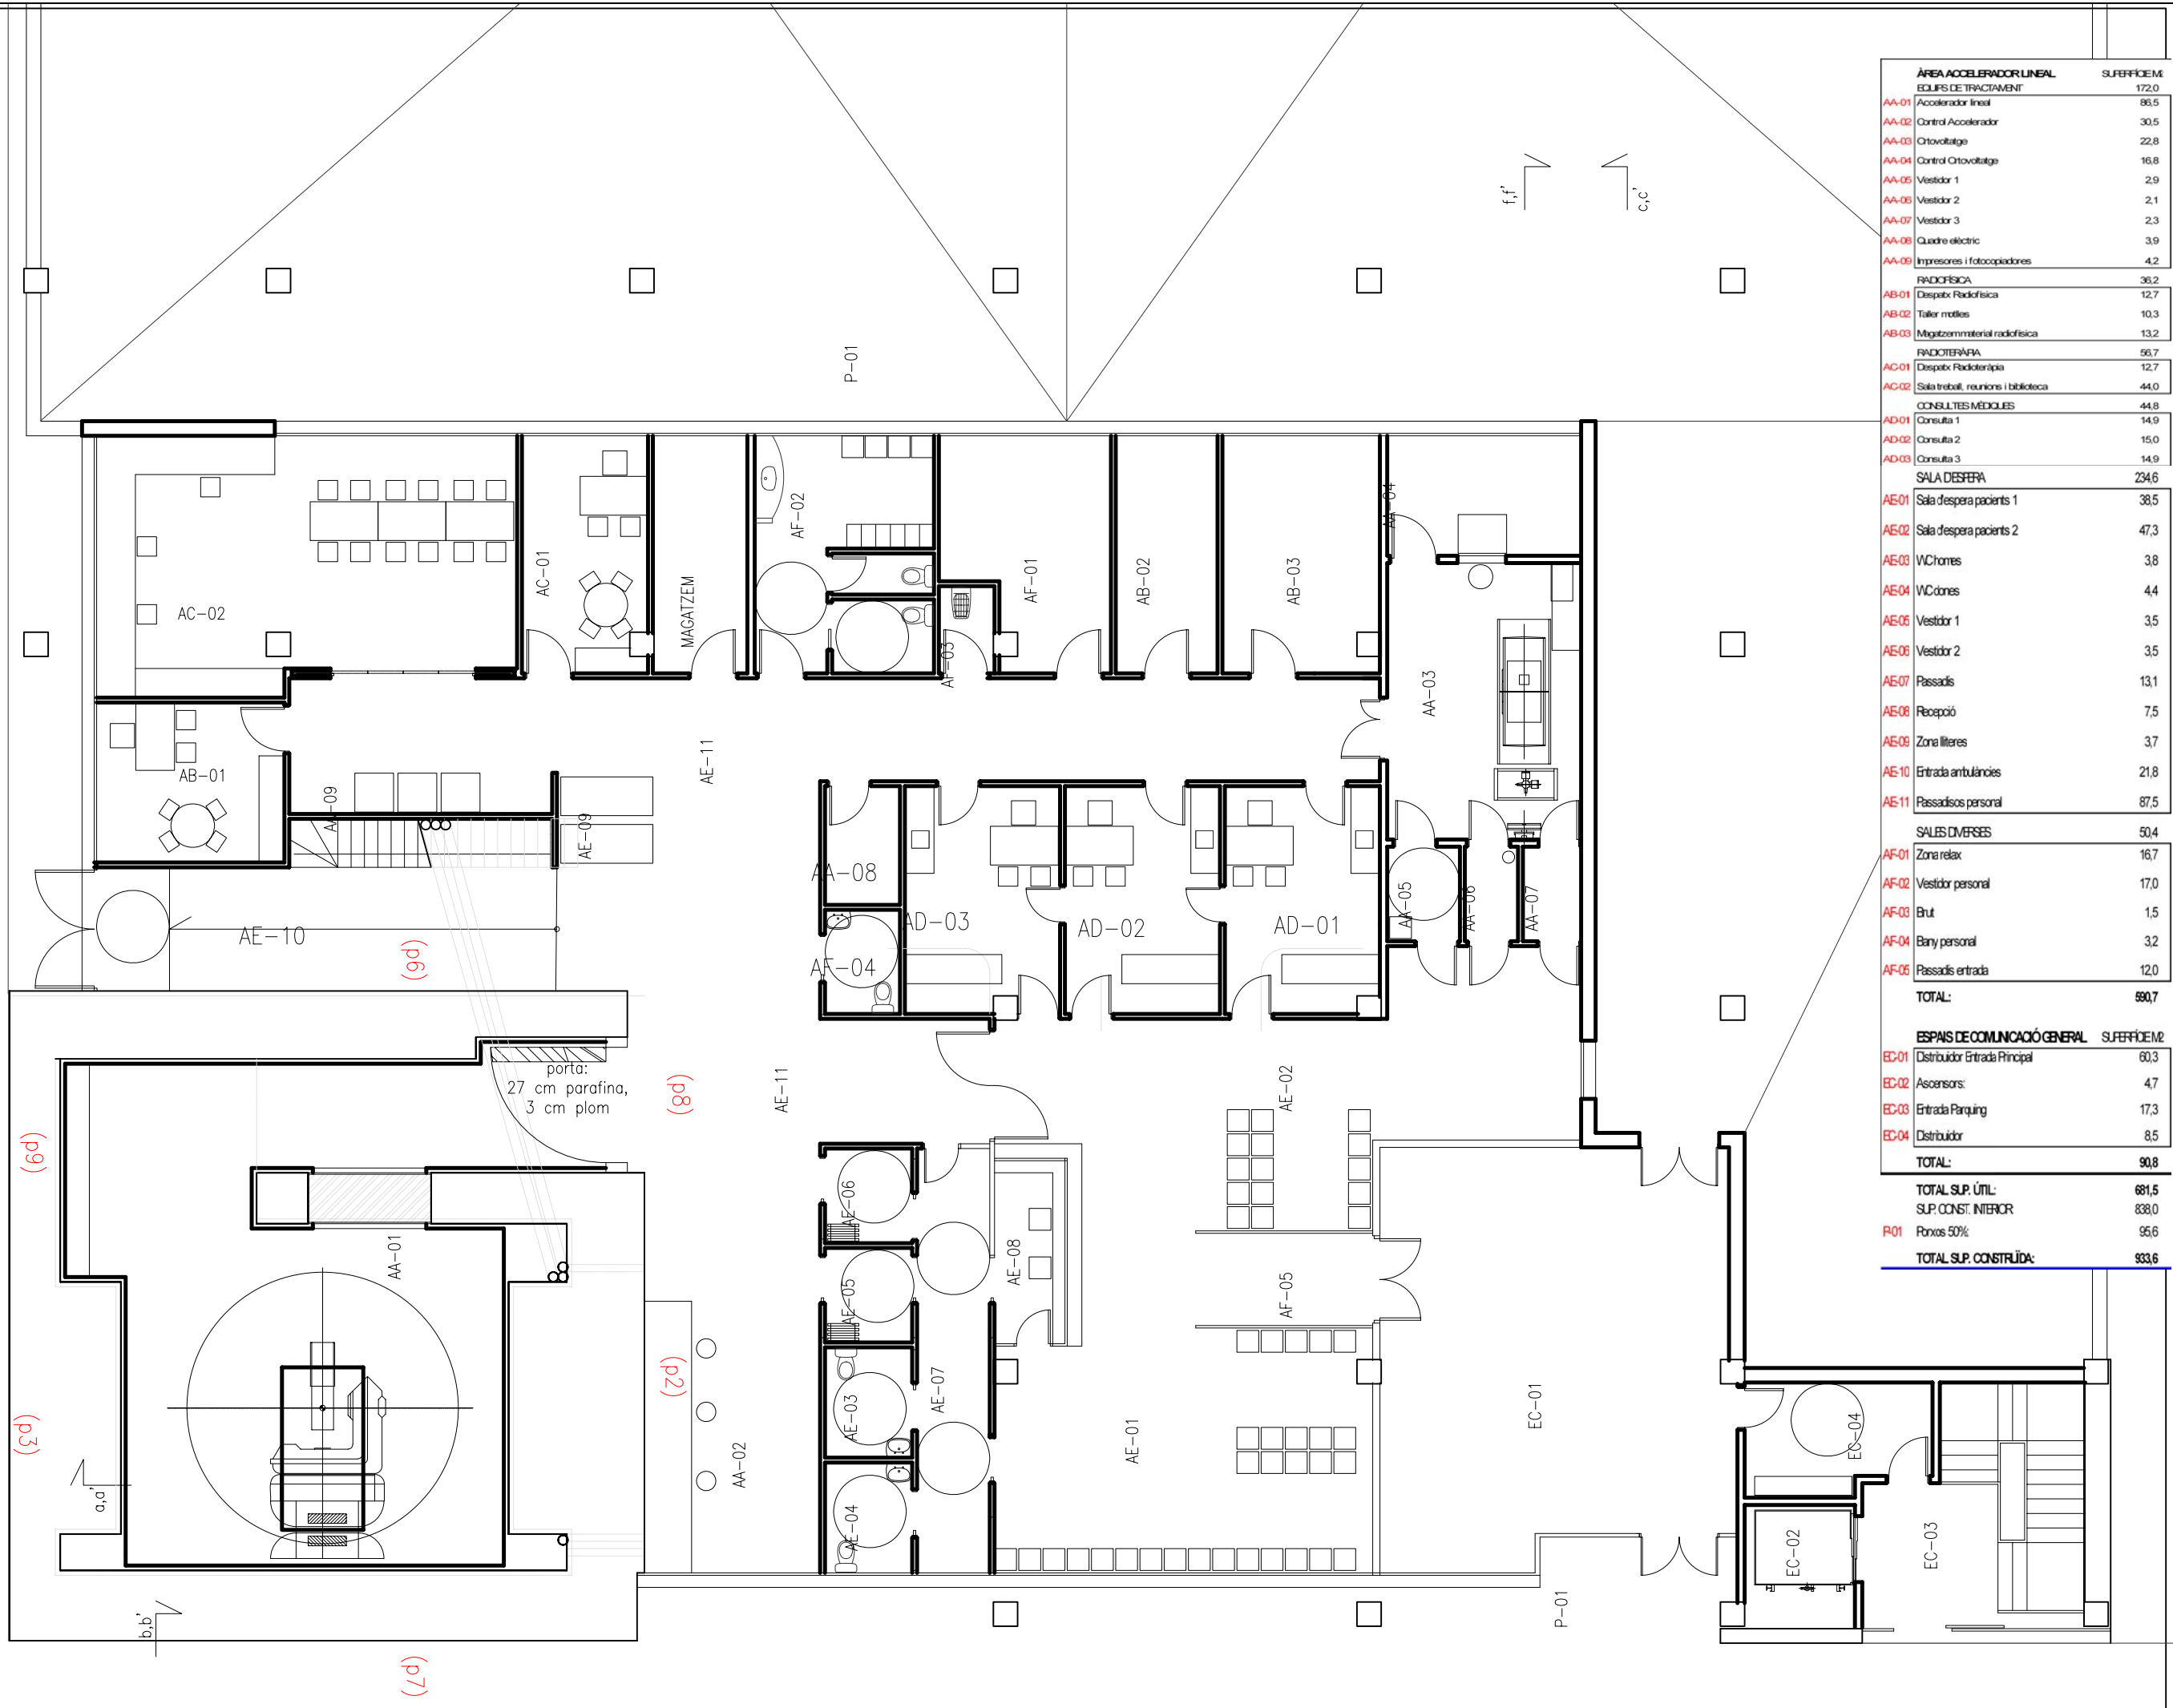 ÀREA ACCELERADOR LINEAL SUPERFÍCIE M2
EQUIPS DE TRACTAMENT 172,0
AA-01 Accelerador lineal 86,5
AA-02 Control Accelerador 30,5
AA-03 Ortovoltatge 22,8
AA-04 Control Ortovoltatge 16,8
AA-05 Vestidor 1 2,9
AA-06 Vestidor 2 2,1
AA-07 Vestidor 3 2,3
AA-08 Quadre elèctric 3,9
AA-09 Impresores i fotocopiadores 4,2
RADIOFÍSICA 36,2
AB-01 Despatx Radiofísica 12,7
AB-02 Taller motlles 10,3
AB-03 Magatzem material radiofísica 13,2
RADIOTERÀPIA 56,7
AC-01 Despatx Radioteràpia 12,7
AC-02 Sala treball, reunions i biblioteca 44,0
CONSULTES MÈDIQUES 44,8
AD-01 Consulta 1 14,9
AD-02 Consulta 2 15,0
AD-03 Consulta 3 14,9
SALA D'ESPERA 234,6
AE-01 Sala d'espera pacients 1 38,5
AE-02 Sala d'espera pacients 2 47,3
AE-03 WC homes 3,8
AE-04 WC dones 4,4
AE-05 Vestidor 1 3,5
AE-06 Vestidor 2 3,5
AE-07 Passadís 13,1
AE-08 Recepció 7,5
AE-09 Zona lliteres 3,7
AE-10 Entrada ambulàncies 21,8
AE-11 Passadisos personal 87,5
SALES DIVERSES 50,4
AF-01 Zona relax 16,7
AF-02 Vestidor personal 17,0
AF-03 Brut 1,5
AF-04 Bany personal 3,2
AF-05 Passadís entrada 12,0
TOTAL: 590,7
ESPAIS DE COMUNICACIÓ GENERAL SUPERFÍCIE M2
EC-01 Distribuidor Entrada Principal 60,3
EC-02 Ascensors: 4,7
EC-03 Entrada Parquing 17,3
EC-04 Distribuidor 8,5
TOTAL: 90,8
TOTAL SUP. ÚTIL: 681,5
SUP. CONST. INTERIOR 838,0
P-01 Porxos 50%: 95,6
TOTAL SUP. CONSTRUÏDA: 933,6
f,f'
c,c'
P-01
AC-02
AC-01
MAGATZEM
AF-02
AF-03
AF-01
AB-02
AB-03
AA-04
AA-03
AB-01
AA-09
AE-09
AE-11
AA-08
AD-03
AD-02
AD-01
AA-05
AA-06
AA-07
AE-10
(p6)
AF-04
porta:
27 cm parafina,
3 cm plom
(p8)
AE-11
AE-02
(p9)
AA-01
AE-06
AE-05
AE-08
AF-05
(p2)
AE-03
AE-07
AE-01
EC-01
EC-04
(p3)
a,a'
AA-02
AE-04
EC-02
EC-03
b,b'
P-01
(p7)